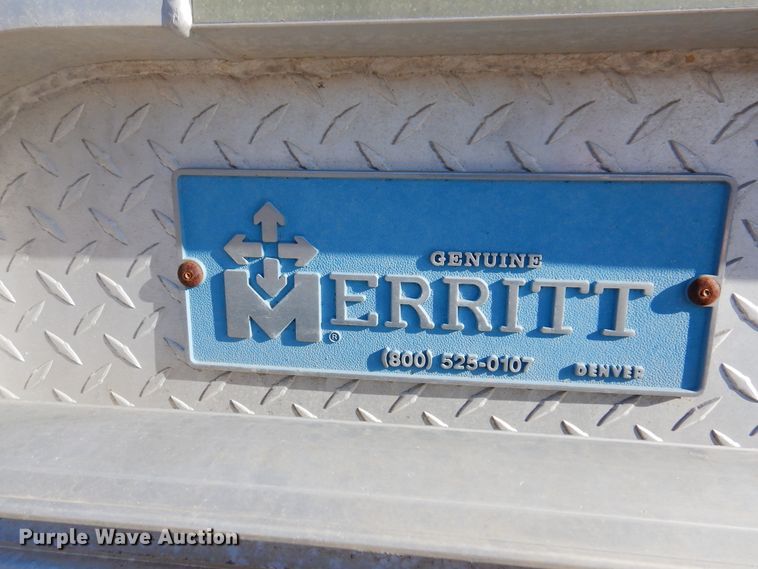 GENUINE
MERRITT®
(800) 525-0107 DENVER
Purple Wave Auction